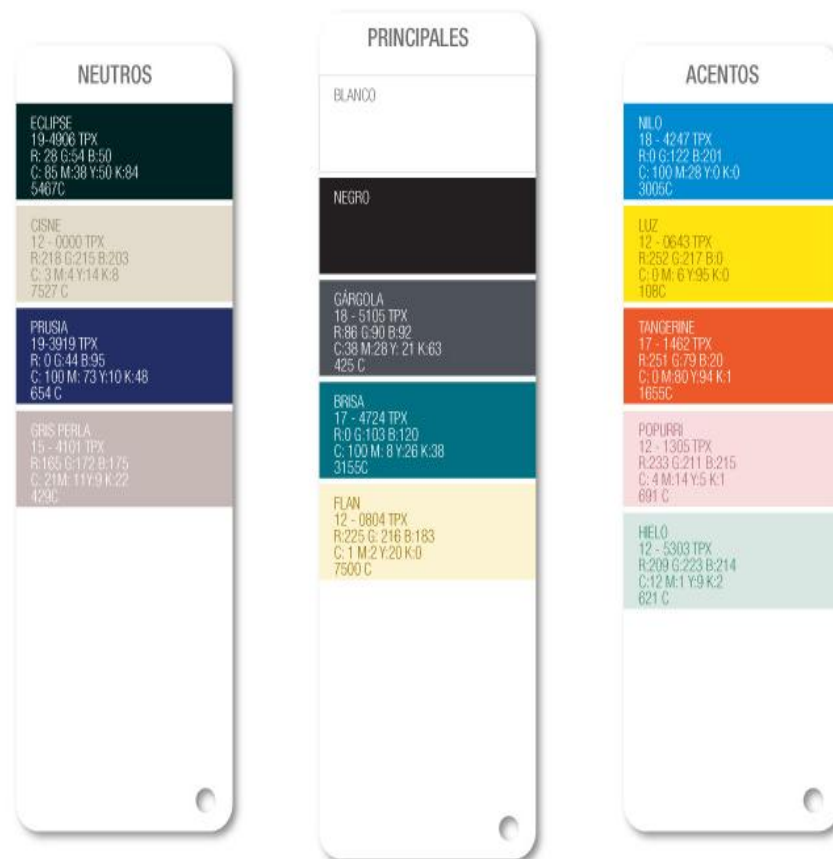 NEUTROS
ECLIPSE
19-4906 TPX
R: 28 G:54 B:50
C: 85 M:38 Y:50 K:84
5467C
CISNE
12 - 0000 TPX
R:218 G:215 B:203
C: 3 M:4 Y:14 K:8
7527 C
PRUSIA
19-3919 TPX
R: 0 G:44 B:95
C: 100 M: 73 Y:10 K:48
654 C
GRIS PERLA
15 - 4101 TPX
R:165 G:172 B:175
C: 21M: 11Y:9 K:22
429C
PRINCIPALES
BLANCO
NEGRO
GÁRGOLA
18 - 5105 TPX
R:86 G:90 B:92
C:38 M:28 Y: 21 K:63
425 C
BRISA
17 - 4724 TPX
R:0 G:103 B:120
C: 100 M: 8 Y:26 K:38
3155C
FLAN
12 - 0804 TPX
R:225 G: 216 B:183
C: 1 M:2 Y:20 K:0
7500 C
ACENTOS
NILO
18 - 4247 TPX
R:0 G:122 B:201
C: 100 M:28 Y:0 K:0
3005C
LUZ
12 - 0643 TPX
R:252 G:217 B:0
C: 0 M: 6 Y:95 K:0
108C
TANGERINE
17 - 1462 TPX
R:251 G:79 B:20
C: 0 M:80 Y:94 K:1
1655C
POPURRI
12 - 1305 TPX
R:233 G:211 B:215
C: 4 M:14 Y:5 K:1
691 C
HIELO
12 - 5303 TPX
R:209 G:223 B:214
C:12 M:1 Y:9 K:2
621 C